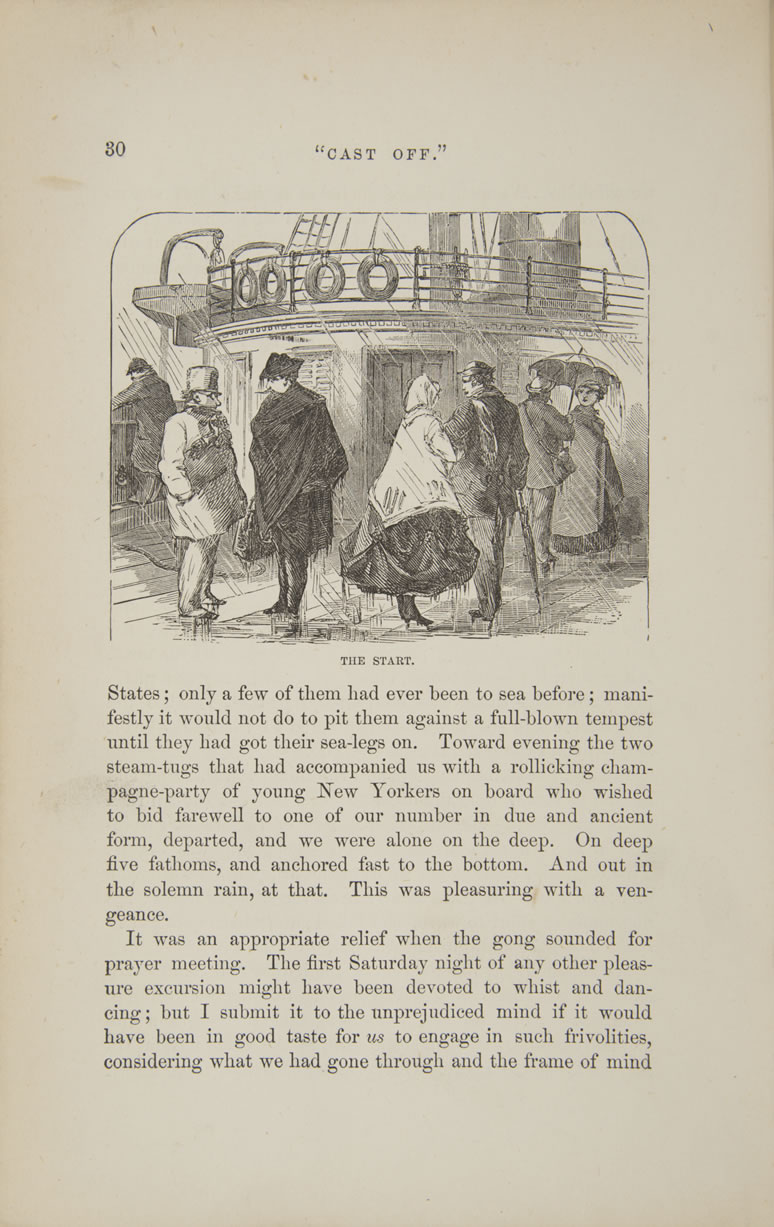 30
"CAST OFF."
THE START.
States; only a few of them had ever been to sea before; mani-
festly it would not do to pit them against a full-blown tempest
until they had got their sea-legs on. Toward evening the two
steam-tugs that had accompanied us with a rollicking cham-
pagne-party of young New Yorkers on board who wished
to bid farewell to one of our number in due and ancient
form, departed, and we were alone on the deep. On deep
five fathoms, and anchored fast to the bottom. And out in
the solemn rain, at that. This was pleasuring with a ven-
geance.
It was an appropriate relief when the gong sounded for
prayer meeting. The first Saturday night of any other pleas-
ure excursion might have been devoted to whist and dan-
cing; but I submit it to the unprejudiced mind if it would
have been in good taste for us to engage in such frivolities,
considering what we had gone through and the frame of mind